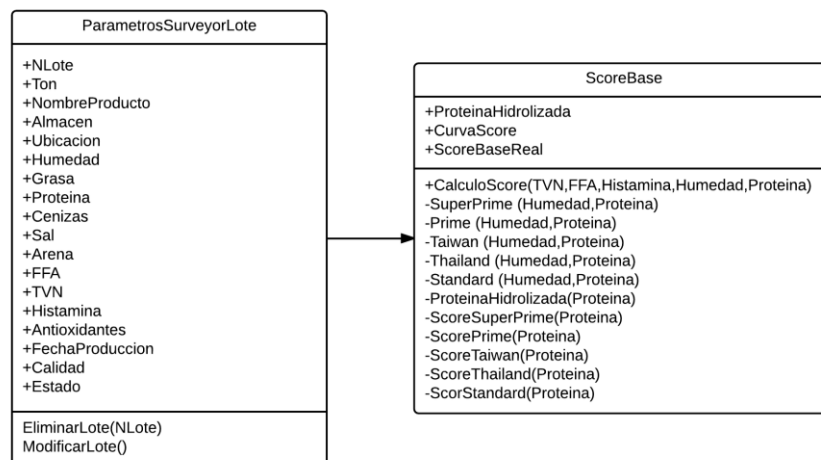 ParametrosSurveyorLote
+NLote
+Ton
+NombreProducto
+Almacen
+Ubicacion
+Humedad
+Grasa
+Proteina
+Cenizas
+Sal
+Arena
+FFA
+TVN
+Histamina
+Antioxidantes
+FechaProduccion
+Calidad
+Estado
EliminarLote(NLote)
ModificarLote()
ScoreBase
+ProteinaHidrolizada
+CurvaScore
+ScoreBaseReal
+CalculoScore(TVN,FFA,Histamina,Humedad,Proteina)
-SuperPrime (Humedad,Proteina)
-Prime (Humedad,Proteina)
-Taiwan (Humedad,Proteina)
-Thailand (Humedad,Proteina)
-Standard (Humedad,Proteina)
-ProteinaHidrolizada(Proteina)
-ScoreSuperPrime(Proteina)
-ScorePrime(Proteina)
-ScoreTaiwan(Proteina)
-ScoreThailand(Proteina)
-ScorStandard(Proteina)